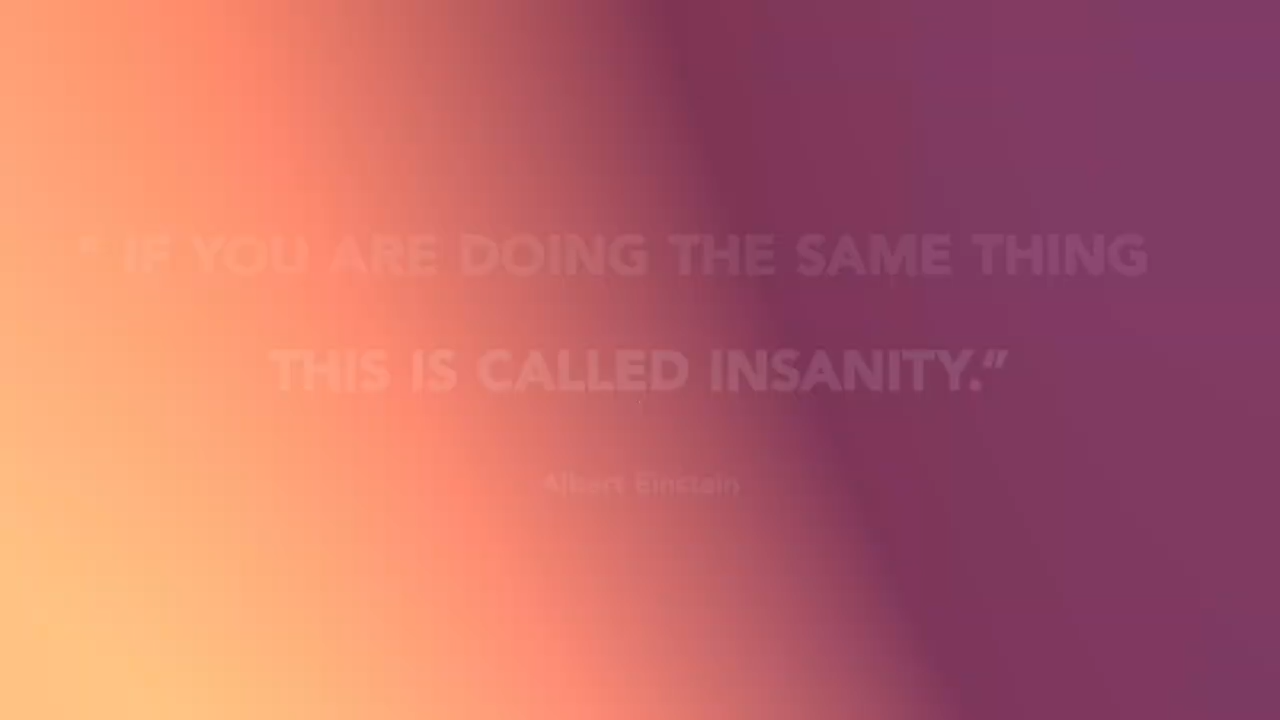 “ IF YOU ARE DOING THE SAME THING
THIS IS CALLED INSANITY.”
Albert Einstein